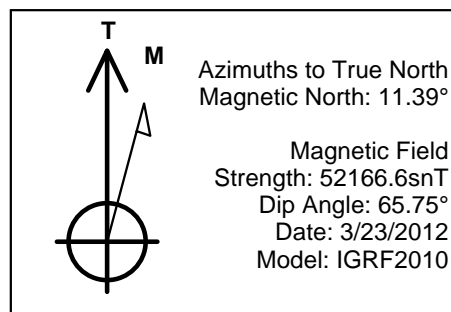 T
M
Azimuths to True North
Magnetic North: 11.39°
Magnetic Field
Strength: 52166.6snT
Dip Angle: 65.75°
Date: 3/23/2012
Model: IGRF2010